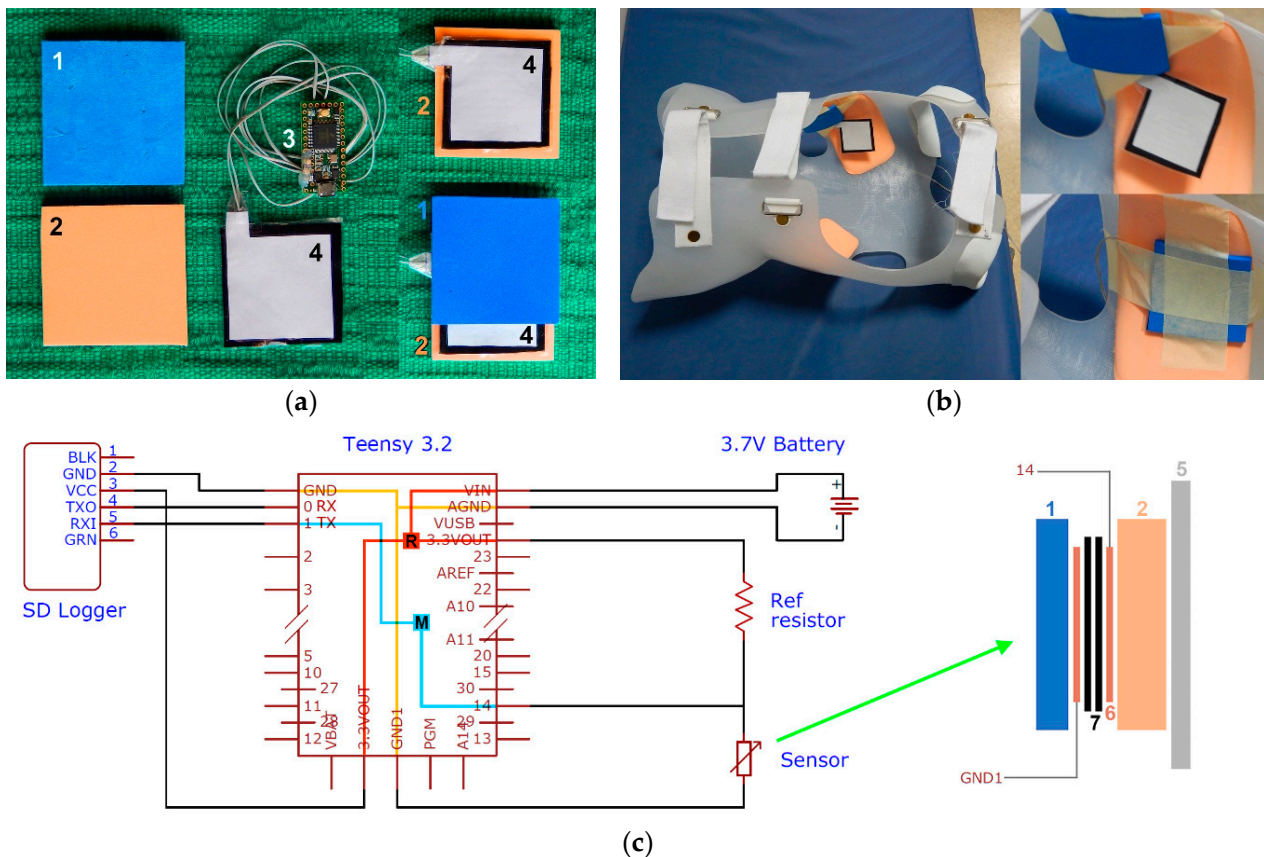 1
2
3
4
4
2
1
4
2
(a)
(b)
SD Logger
BLK 1
GND 2
VCC 3
TXO 4
RXI 5
GRN 6
Teensy 3.2
GND
0 RX
1 TX
2
3
5
10
27
11
28
12
VBAT
3.3VOUT
GND1
PGM
A14
VIN
AGND
VUSB
3.3VOUT
23
AREF
22
A10
A11
20
15
30
14
29
13
R
M
3.7V Battery
+
-
Ref
resistor
Sensor
14
1
2
5
7
6
GND1
(c)